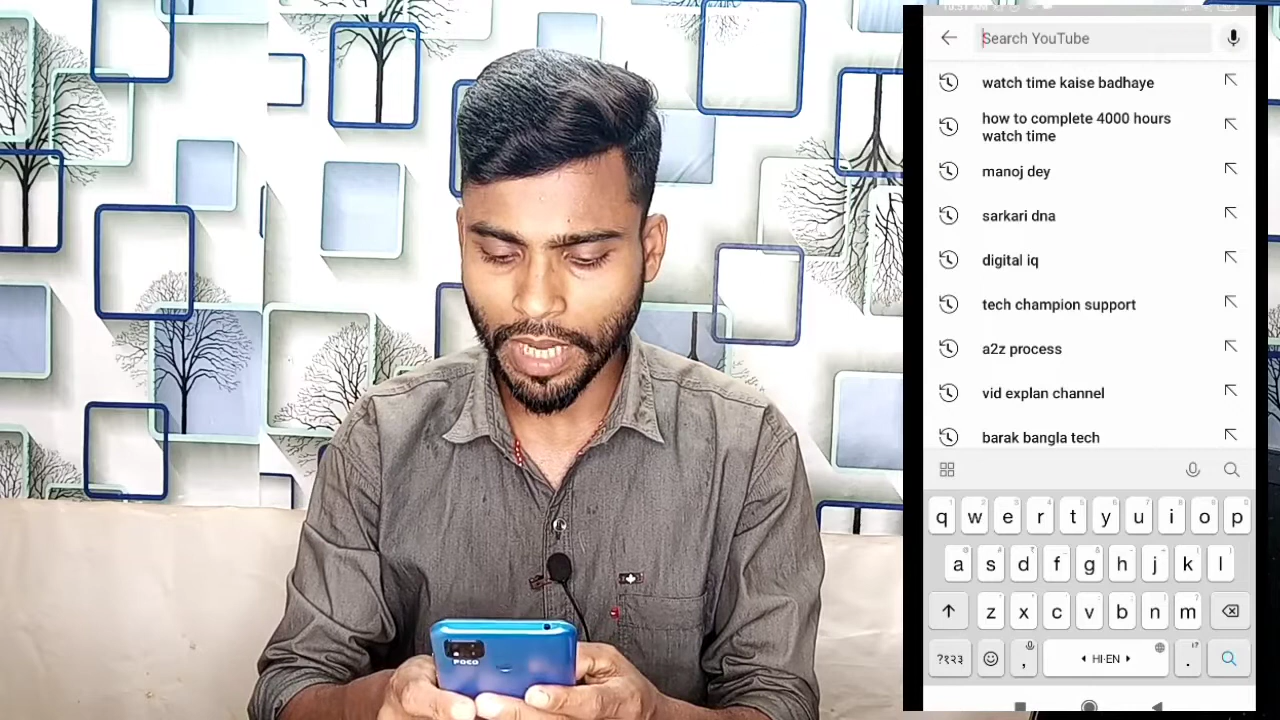 Search YouTube
watch time kaise badhaye
how to complete 4000 hours
watch time
manoj dey
sarkari dna
digital iq
tech champion support
a2z process
vid explan channel
barak bangla tech
q w e r t y u i o p
a s d f g h j k l
z x c v b n m
?१२३ , HI·EN .
POCO